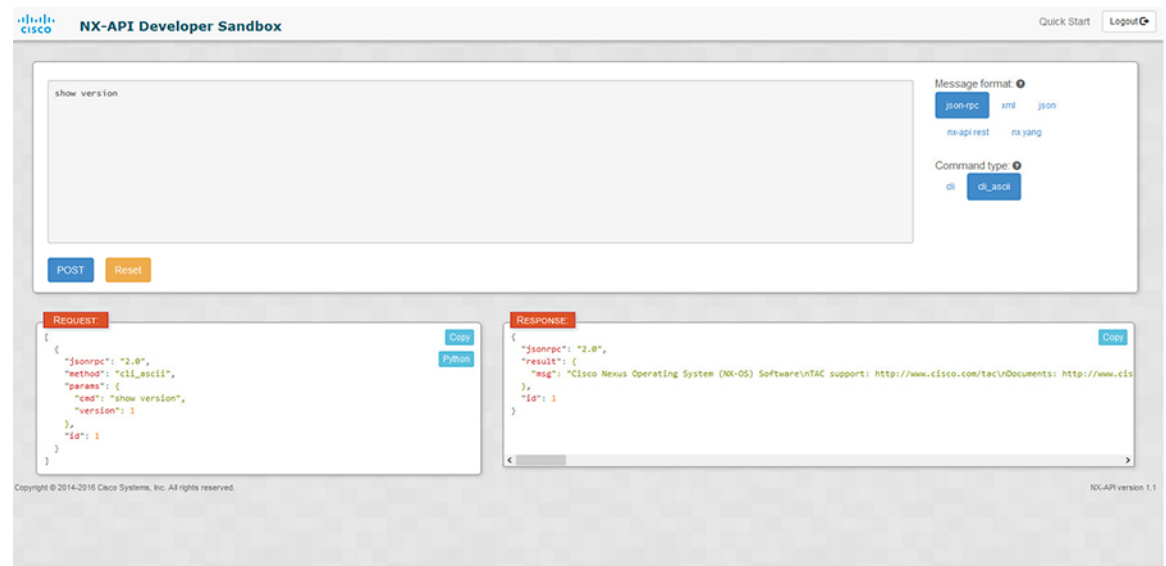 CISCO
NX-API Developer Sandbox
Quick Start
Logout
show version
Message format:
json-rpc xml json
nx-api rest nx yang
Command type:
cli cli_ascii
POST Reset
REQUEST:
Copy
Python
[
{
"jsonrpc": "2.0",
"method": "cli_ascii",
"params": {
"cmd": "show version",
"version": 1
},
"id": 1
}
]
RESPONSE:
Copy
{
"jsonrpc": "2.0",
"result": {
"msg": "Cisco Nexus Operating System (NX-OS) Software\nTAC support: http://www.cisco.com/tac\nDocuments: http://www.cis
},
"id": 1
}
Copyright © 2014-2016 Cisco Systems, Inc. All rights reserved.
NX-API version 1.1